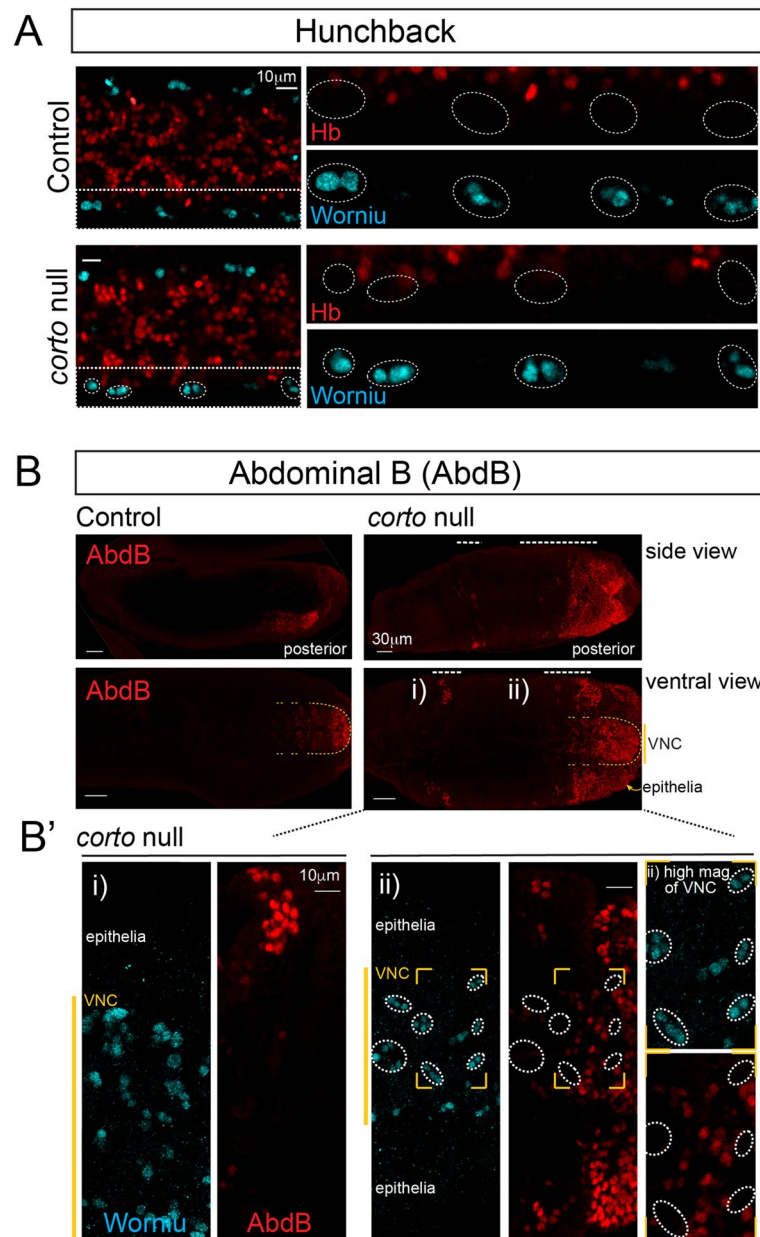 A
Hunchback
Control
10μm
Hb
Worniu
corto null
Hb
Worniu
B
Abdominal B (AbdB)
Control
corto null
AbdB
posterior
30μm
posterior
side view
AbdB
i)
ii)
ventral view
VNC
epithelia
B'
corto null
i)
epithelia
VNC
Worniu
10μm
AbdB
ii)
epithelia
VNC
epithelia
ii) high mag.
of VNC